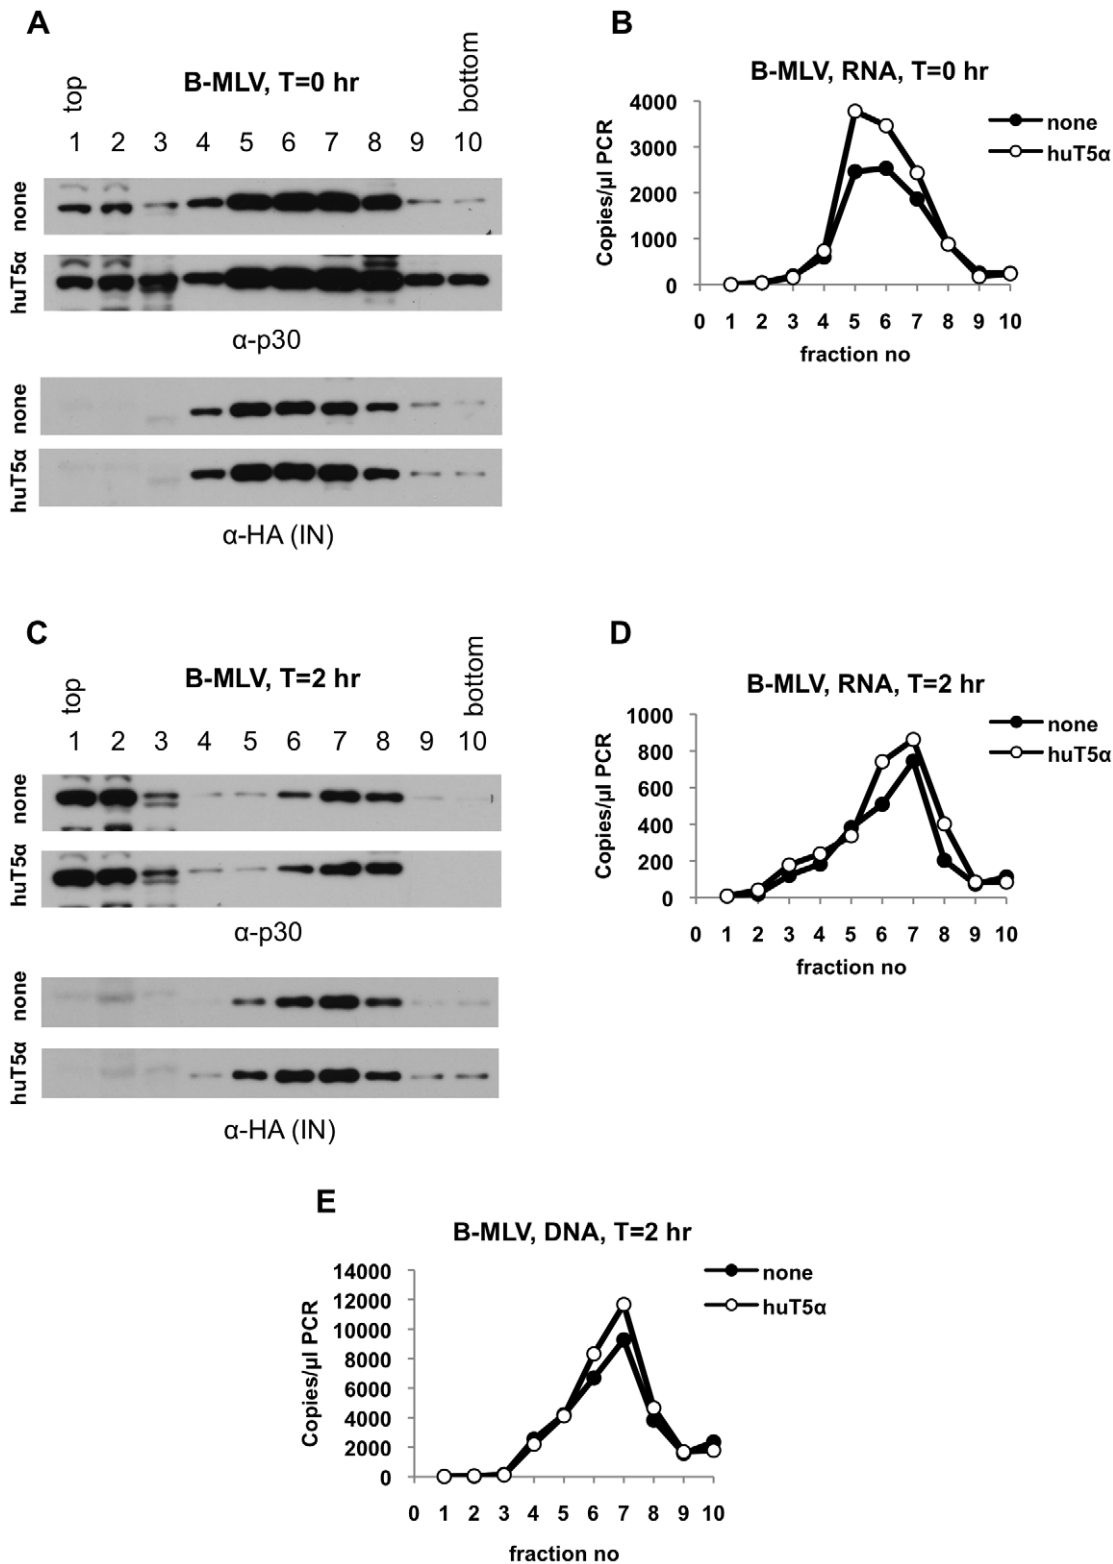 A
B-MLV, T=0 hr
top
bottom
1 2 3 4 5 6 7 8 9 10
none
huT5α
α-p30
none
huT5α
α-HA (IN)
B
B-MLV, RNA, T=0 hr
none
huT5α
Copies/µl PCR
4000
3000
2000
1000
0
0 1 2 3 4 5 6 7 8 9 10
fraction no
C
B-MLV, T=2 hr
top
bottom
1 2 3 4 5 6 7 8 9 10
none
huT5α
α-p30
none
huT5α
α-HA (IN)
D
B-MLV, RNA, T=2 hr
none
huT5α
Copies/µl PCR
1000
800
600
400
200
0
0 1 2 3 4 5 6 7 8 9 10
fraction no
E
B-MLV, DNA, T=2 hr
none
huT5α
Copies/µl PCR
14000
12000
10000
8000
6000
4000
2000
0
0 1 2 3 4 5 6 7 8 9 10
fraction no